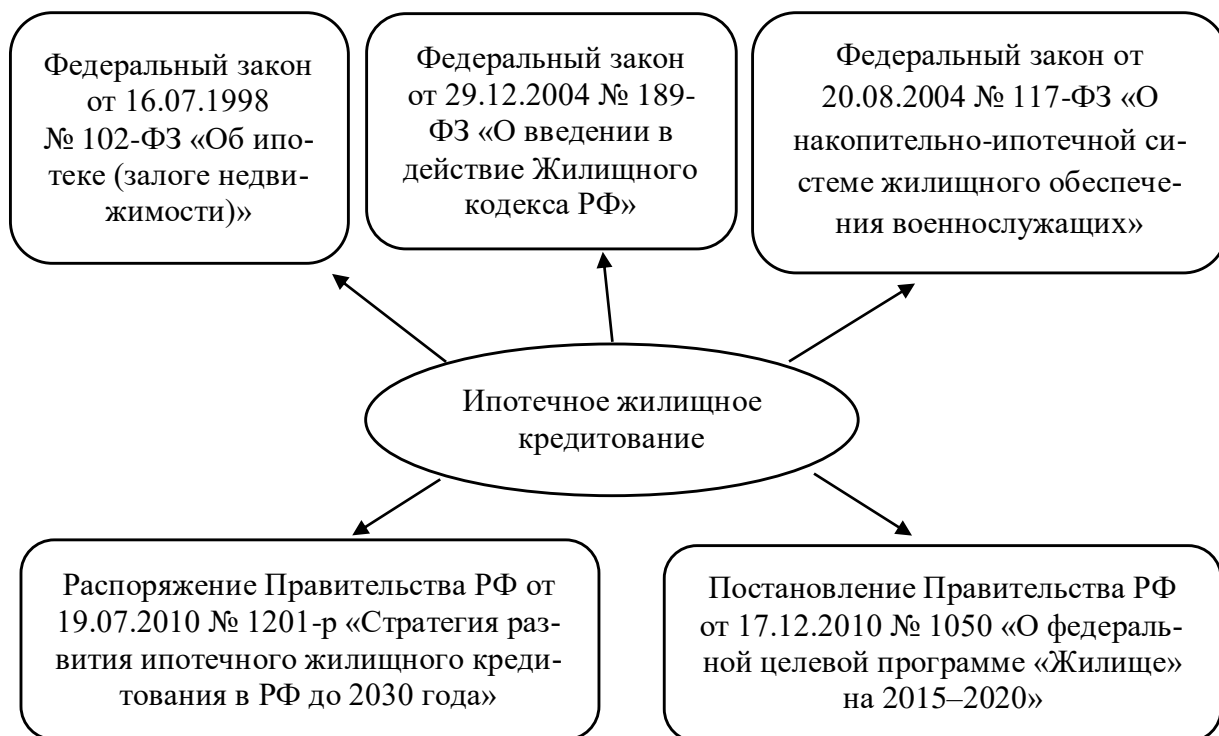 Федеральный закон
от 16.07.1998
№ 102-ФЗ «Об ипо-
теке (залоге недви-
жимости)»
Федеральный закон
от 29.12.2004 № 189-
ФЗ «О введении в
действие Жилищного
кодекса РФ»
Федеральный закон от
20.08.2004 № 117-ФЗ «О
накопительно-ипотечной си-
стеме жилищного обеспече-
ния военнослужащих»
Ипотечное жилищное
кредитование
Распоряжение Правительства РФ от
19.07.2010 № 1201-р «Стратегия раз-
вития ипотечного жилищного креди-
тования в РФ до 2030 года»
Постановление Правительства РФ
от 17.12.2010 № 1050 «О федераль-
ной целевой программе «Жилище»
на 2015–2020»